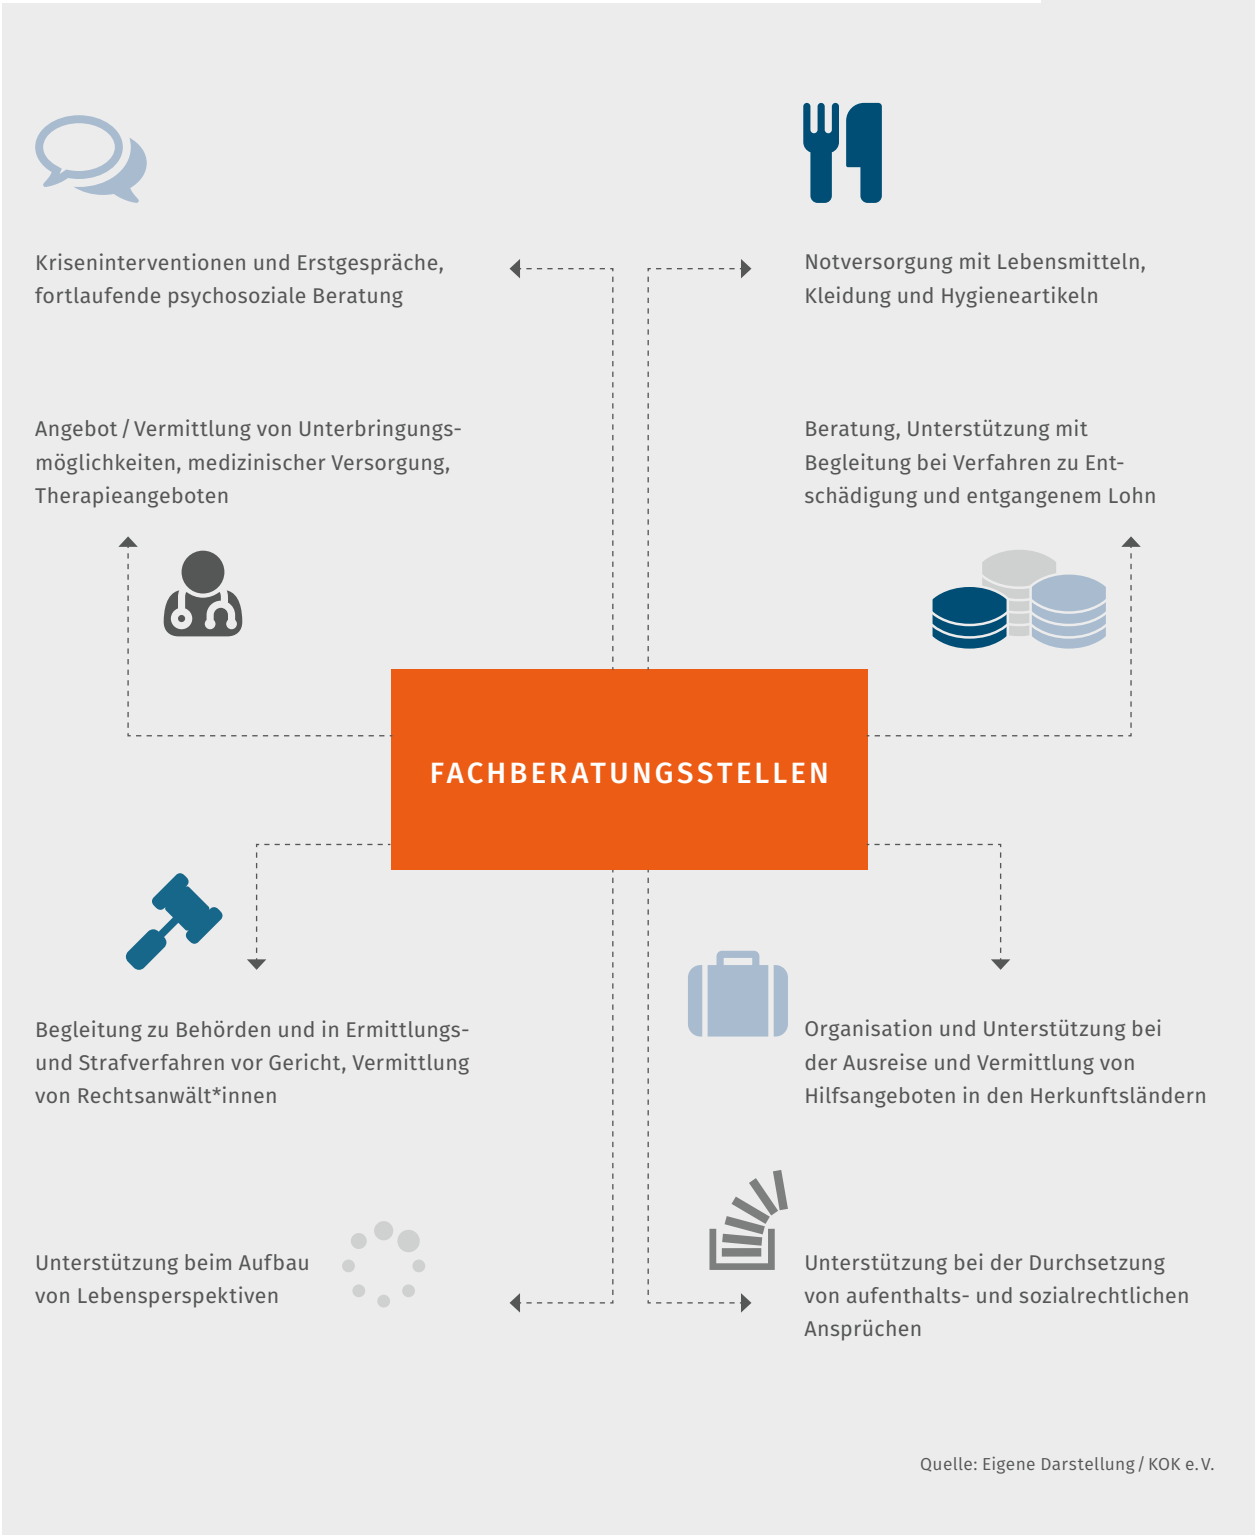 Kriseninterventionen und Erstgespräche,
fortlaufende psychosoziale Beratung
Notversorgung mit Lebensmitteln,
Kleidung und Hygieneartikeln
Angebot / Vermittlung von Unterbringungs-
möglichkeiten, medizinischer Versorgung,
Therapieangeboten
Beratung, Unterstützung mit
Begleitung bei Verfahren zu Ent-
schädigung und entgangenem Lohn
FACHBERATUNGSSTELLEN
Begleitung zu Behörden und in Ermittlungs-
und Strafverfahren vor Gericht, Vermittlung
von Rechtsanwält*innen
Organisation und Unterstützung bei
der Ausreise und Vermittlung von
Hilfsangeboten in den Herkunftsländern
Unterstützung beim Aufbau
von Lebensperspektiven
Unterstützung bei der Durchsetzung
von aufenthalts- und sozialrechtlichen
Ansprüchen
Quelle: Eigene Darstellung / KOK e. V.